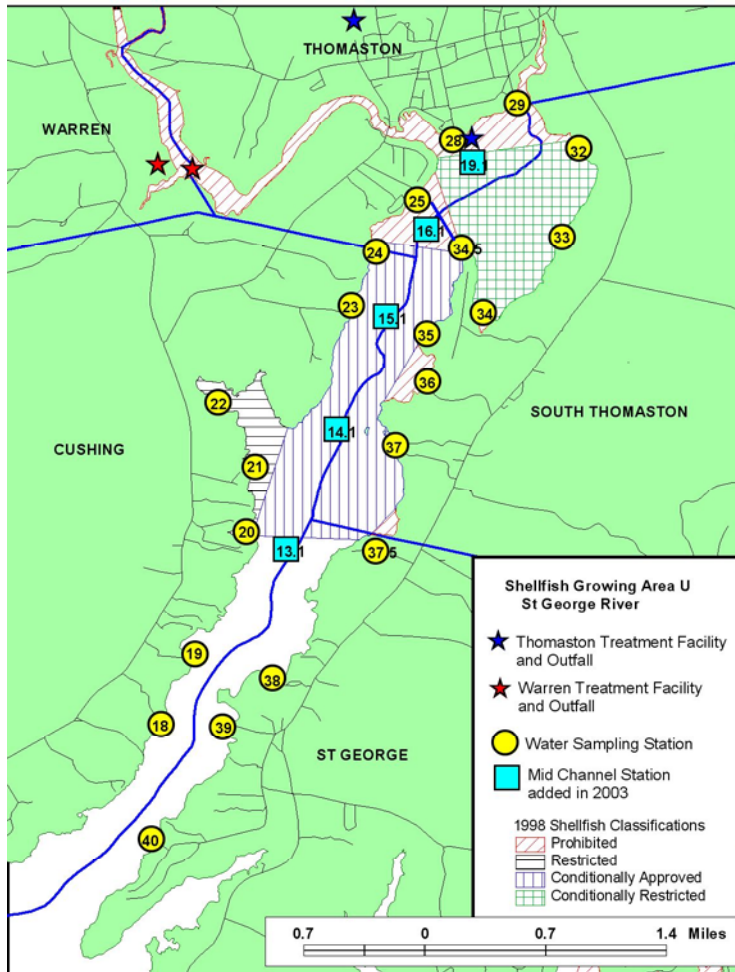 THOMASTON
29
WARREN
28
32
19.1
25
16.1
33
24
34.5
23
15.1
34
35
36
22
SOUTH THOMASTON
14.1
CUSHING
37
21
20
13.1
37.5
Shellfish Growing Area U
St George River
Thomaston Treatment Facility
and Outfall
19
38
Warren Treatment Facility
and Outfall
18
39
Water Sampling Station
ST GEORGE
Mid Channel Station
added in 2003
40
1998 Shellfish Classifications
Prohibited
Restricted
Conditionally Approved
Conditionally Restricted
0.7 0 0.7 1.4 Miles